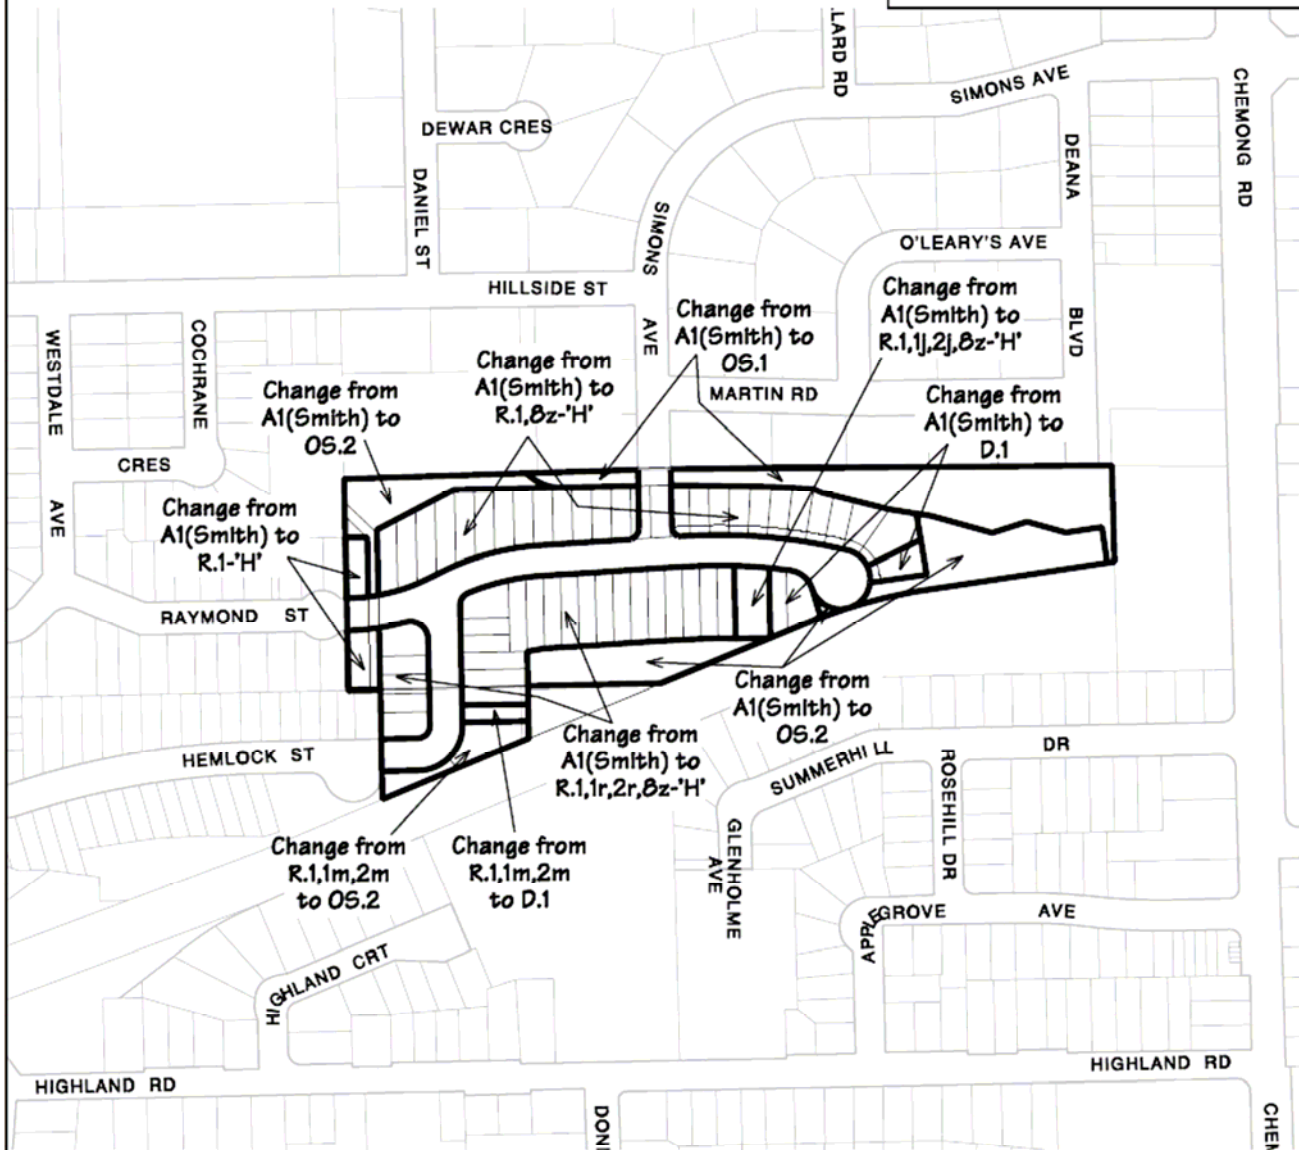 LARD RD
SIMONS AVE
CHEMONG RD
DEWAR CRES
DEANA
DANIEL ST
SIMONS
O'LEARY'S AVE
HILLSIDE ST
Change from
A1(Smith) to
R.1,1j,2j,8z-'H'
Change from
A1(Smith) to
OS.1
BLVD
AVE
WESTDALE
COCHRANE
Change from
A1(Smith) to
R.1,8z-'H'
Change from
A1(Smith) to
OS.2
MARTIN RD
Change from
A1(Smith) to
D.1
CRES
AVE
Change from
A1(Smith) to
R.1-'H'
RAYMOND ST
Change from
A1(Smith) to
OS.2
Change from
A1(Smith) to
R.1,1r,2r,8z-'H'
HEMLOCK ST
SUMMERHILL
DR
ROSEHILL DR
GLENHOLME
AVE
Change from
R.1,1m,2m
to OS.2
Change from
R.1,1m,2m
to D.1
APPLEGROVE AVE
HIGHLAND CRT
HIGHLAND RD
HIGHLAND RD
DON
CHEM